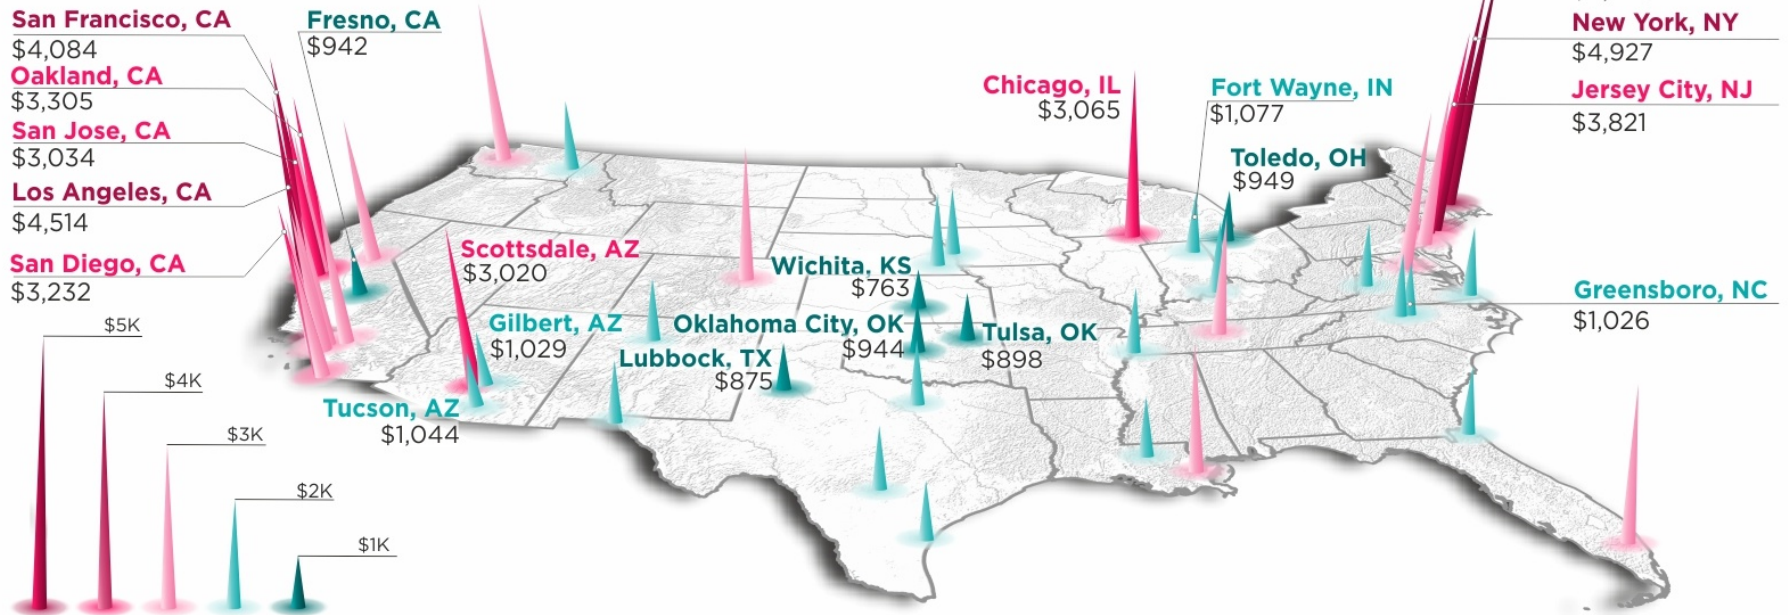 San Francisco, CA
$4,084
Oakland, CA
$3,305
San Jose, CA
$3,034
Los Angeles, CA
$4,514
San Diego, CA
$3,232
Fresno, CA
$942
Scottsdale, AZ
$3,020
Gilbert, AZ
$1,029
Tucson, AZ
$1,044
Lubbock, TX
$875
Wichita, KS
$763
Oklahoma City, OK
$944
Tulsa, OK
$898
Chicago, IL
$3,065
Fort Wayne, IN
$1,077
Toledo, OH
$949
New York, NY
$4,927
Jersey City, NJ
$3,821
Greensboro, NC
$1,026
$5K
$4K
$3K
$2K
$1K